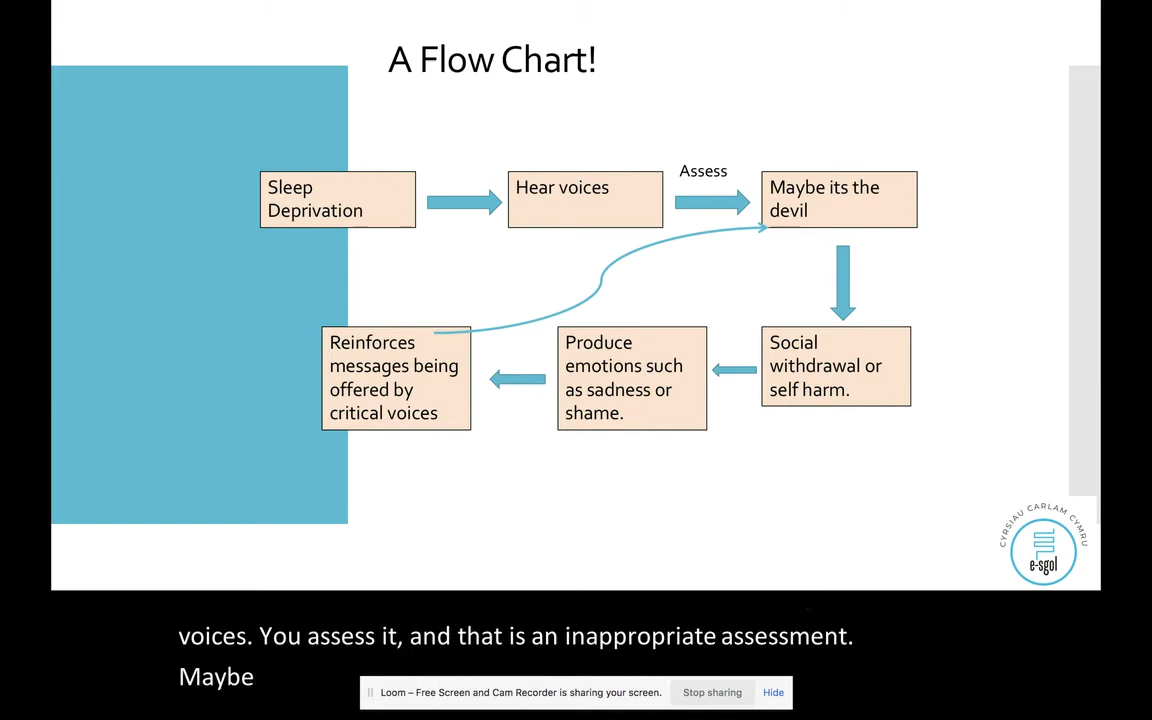 A Flow Chart!
Assess
Sleep
Deprivation
Hear voices
Maybe its the
devil
Reinforces
messages being
offered by
critical voices
Produce
emotions such
as sadness or
shame.
Social
withdrawal or
self harm.
CYRSIAU CARLAM CYMRU
e-sgol
voices. You assess it, and that is an inappropriate assessment.
Maybe
Loom – Free Screen and Cam Recorder is sharing your screen.
Stop sharing
Hide